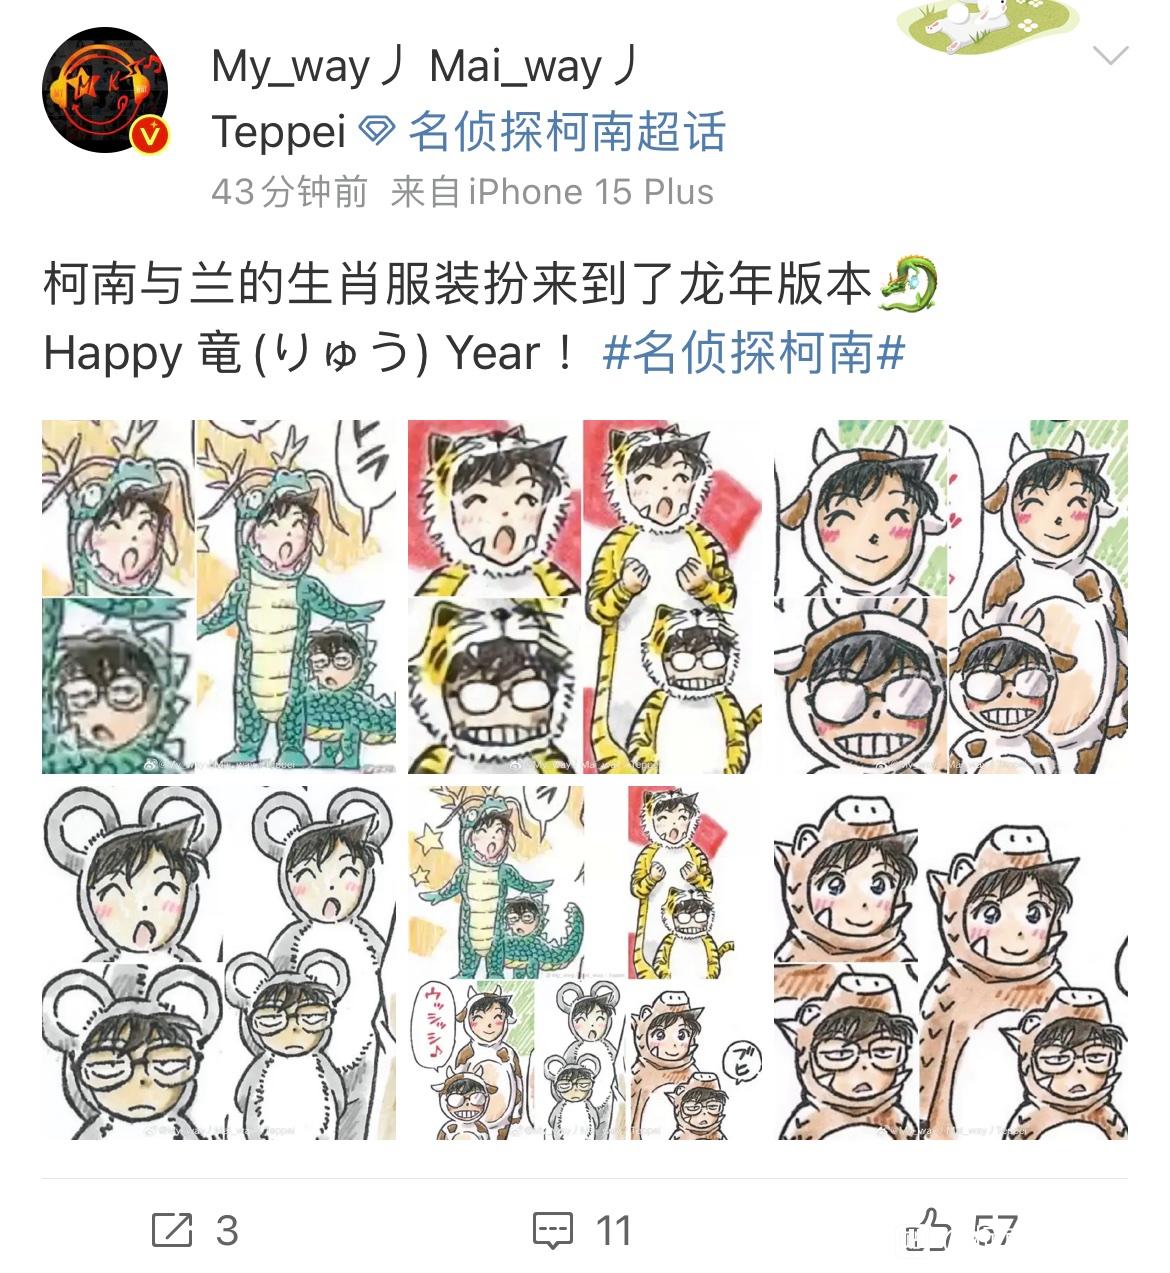 My_way丿 Mai_way丿
Teppei 名侦探柯南超话
43分钟前 来自iPhone 15 Plus
柯南与兰的生肖服装扮来到了龙年版本
Happy 竜(りゅう) Year！ #名侦探柯南#
ウッシッシ♪
ブヒ
3
11
57